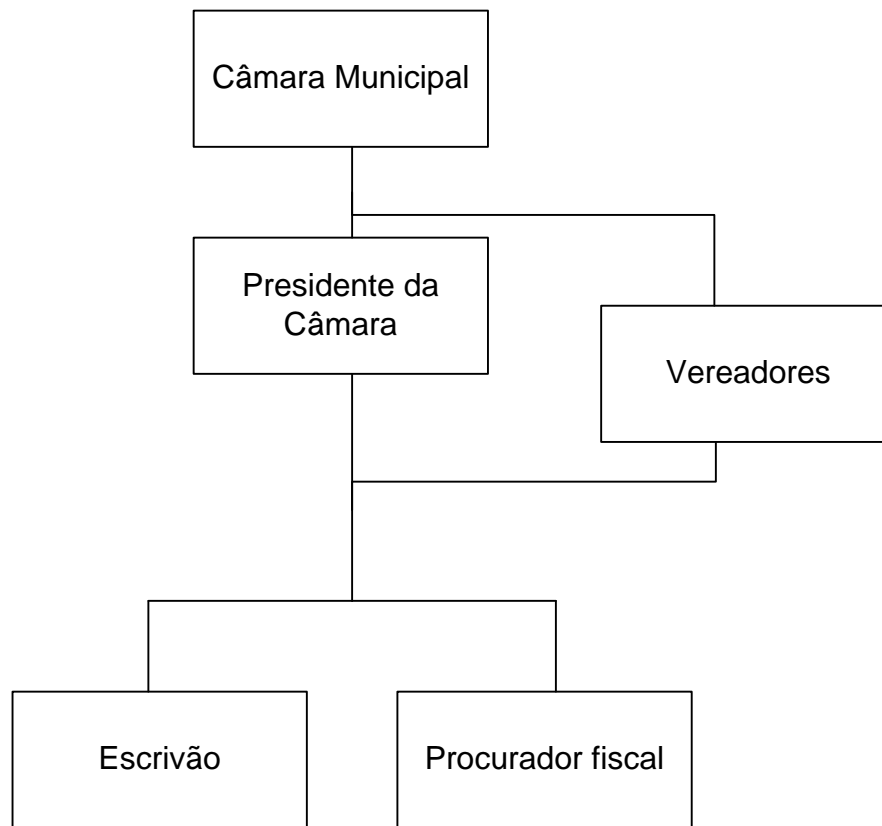 Câmara Municipal
Presidente da
Câmara
Vereadores
Escrivão
Procurador fiscal